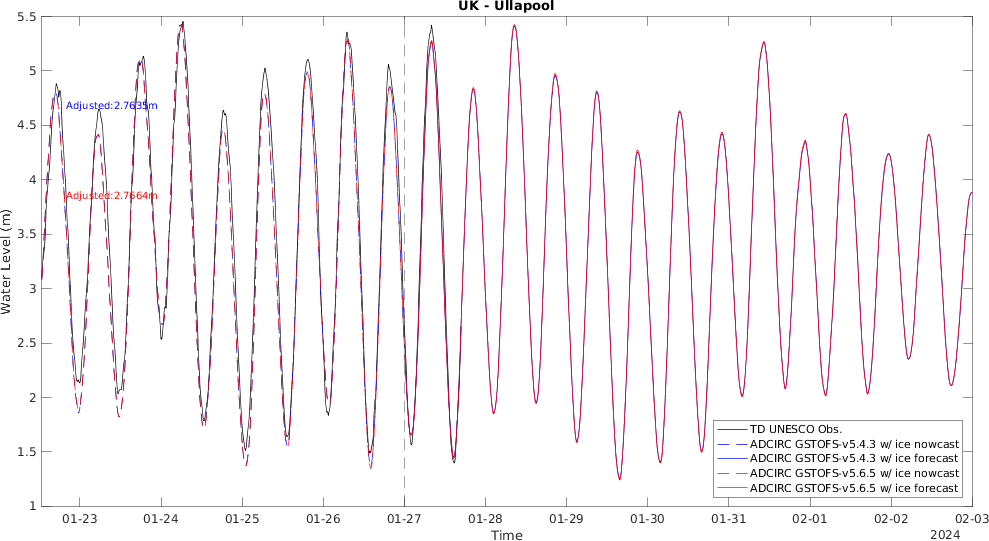 UK - Ullapool
5.5
5
4.5
4
3.5
3
2.5
2
1.5
1
Water Level (m)
Adjusted:2.7635m
Adjusted:2.7664m
TD UNESCO Obs.
ADCIRC GSTOFS-v5.4.3 w/ ice nowcast
ADCIRC GSTOFS-v5.4.3 w/ ice forecast
ADCIRC GSTOFS-v5.6.5 w/ ice nowcast
ADCIRC GSTOFS-v5.6.5 w/ ice forecast
01-23 01-24 01-25 01-26 01-27 01-28 01-29 01-30 01-31 02-01 02-02 02-03
Time
2024